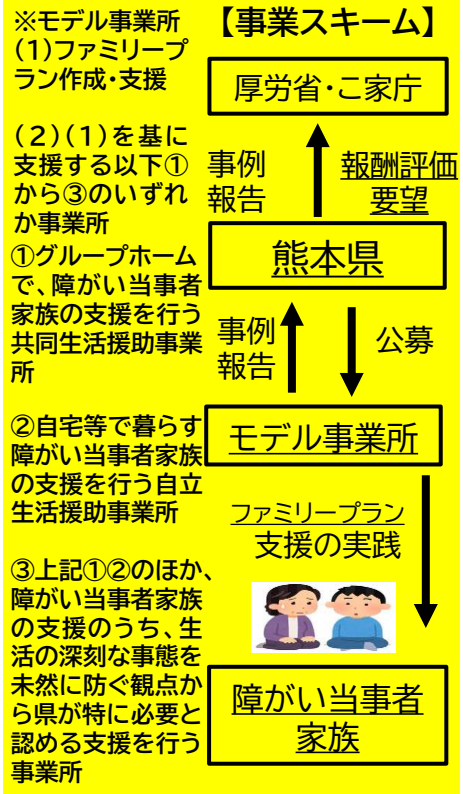 ※モデル事業所
(1)ファミリープ
ラン作成・支援
(2)(1)を基に
支援する以下①
から③のいずれ
か事業所
①グループホーム
で、障がい当事者
家族の支援を行う
共同生活援助事業
所
②自宅等で暮らす
障がい当事者家族
の支援を行う自立
生活援助事業所
③上記①②のほか、
障がい当事者家族
の支援のうち、生
活の深刻な事態を
未然に防ぐ観点か
ら県が特に必要と
認める支援を行う
事業所
【事業スキーム】
厚労省・こ家庁
事例
報告
報酬評価
要望
熊本県
事例
報告
公募
モデル事業所
ファミリープラン
支援の実践
障がい当事者
家族